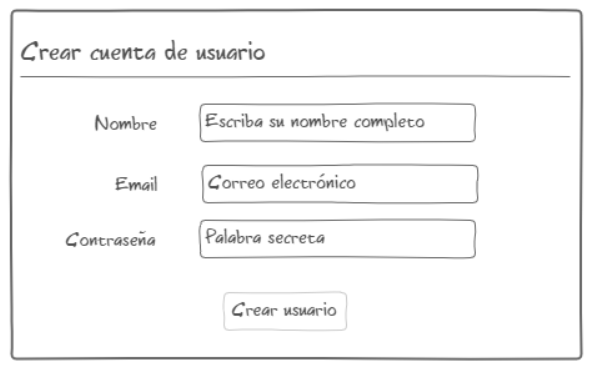 Crear cuenta de usuario
Nombre Escriba su nombre completo
Email Correo electrónico
Contraseña Palabra secreta
Crear usuario